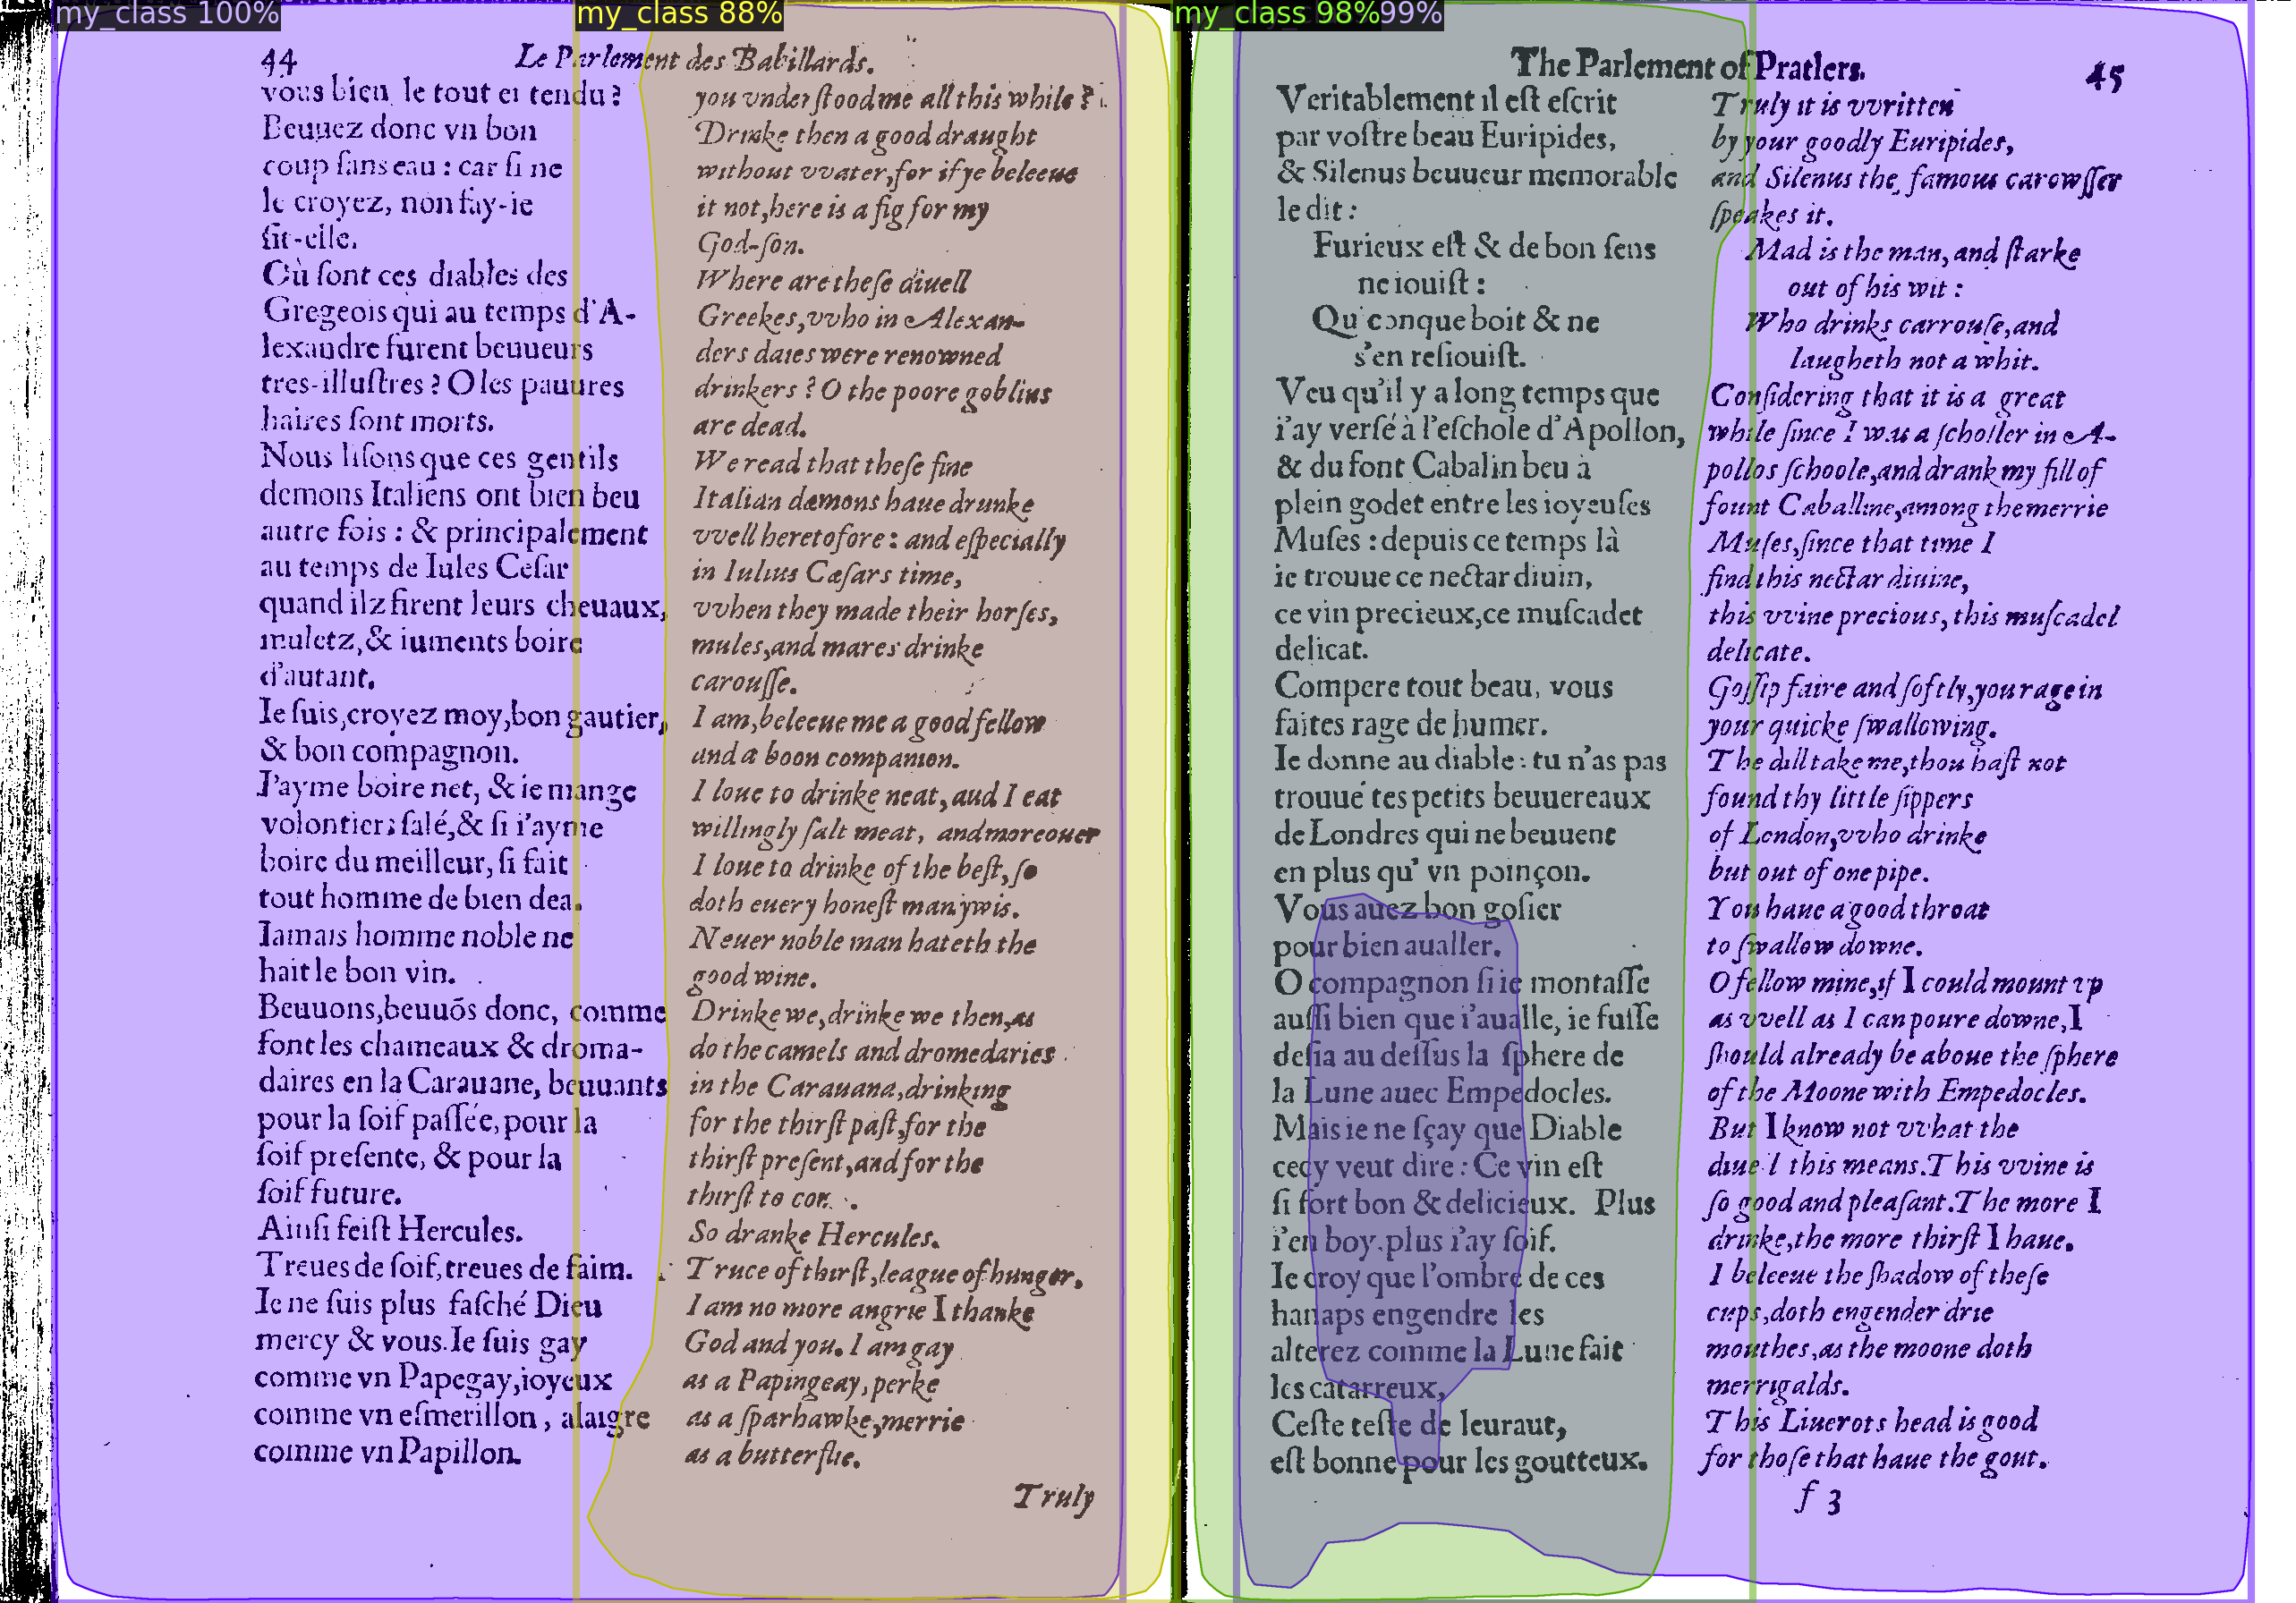 my_class 100%
my_class 88%
my_class 98%
99%
44
Le Parlement des Babillards.
vous bien le tout entendu?
Beuuez donc vn bon
coup sans eau : car si ne
le croyez, non fay-ie
fit-elle.
Où sont ces diables des
Gregeois qui au temps d'A-
lexandre furent beuueurs
tres-illustres ? O les pauures
haires sont morts.
Nous lisons que ces gentils
demons Italiens ont bien beu
autre fois : & principalement
au temps de Iules Cesar
quand ilz firent leurs cheuaux,
muletz, & iuments boire
d'autant.
Ie suis, croyez moy, bon gautier,
& bon compagnon.
J'ayme boire net, & ie mange
volontiers salé, & si i'ayme
boire du meilleur, si fait
tout homme de bien dea.
Iamais homme noble ne
hait le bon vin.
Beuuons, beuuõs donc, comme
font les chameaux & droma-
daires en la Carauane, beuuants
pour la soif passée, pour la
soif presente, & pour la
soif future.
Ainsi feist Hercules.
Treues de soif, treues de faim.
Ie ne suis plus fasché Dieu
mercy & vous. Ie suis gay
comme vn Papegay, ioyeux
comme vn esmerillon, alaigre
comme vn Papillon.
you vnderstood me all this while ?
Drinke then a good draught
without vvater, for if ye beleeue
it not, here is a fig for my
God-son.
Where are these diuell
Greekes, vvho in Alexan-
ders daies were renowned
drinkers ? O the poore goblins
are dead.
We read that these fine
Italian dæmons haue drunke
vvell heretofore : and especially
in Iulius Cæsars time,
vvhen they made their horses,
mules, and mares drinke
carousse.
I am, beleeue me a good fellow
and a boon companion.
I loue to drinke neat, aud I eat
willingly salt meat, and moreouer
I loue to drinke of the best, so
doth euery honest man ywis.
Neuer noble man hateth the
good wine.
Drinke we, drinke we then, as
do the camels and dromedaries
in the Carauana, drinking
for the thirst past, for the
thirst present, and for the
thirst to
So dranke Hercules.
Truce of thirst, league of hunger.
I am no more angrie I thanke
God and you. I am gay
as a Papingeay, perke
as a sparhawke, merrie
as a butterflie.
Truly
The Parlement of Pratlers.
45
Veritablement il est escrit
par vostre beau Euripides,
& Silenus beuueur memorable
le dit :
Furieux est & de bon sens
ne iouist :
Quiconque boit & ne
s'en resiouist.
Veu qu'il y a long temps que
i'ay versé à l'eschole d'Apollon,
& du font Cabalin beu à
plein godet entre les ioyeuses
Muses : depuis ce temps là
ie trouue ce nectar diuin,
ce vin precieux, ce muscadet
delicat.
Compere tout beau, vous
faites rage de humer.
Ie donne au diable : tu n'as pas
trouué tes petits beuuereaux
de Londres qui ne beuuent
en plus qu' vn poinçon.
Vous auez bon gosier
pour bien aualler.
O compagnon si ie montasse
aussi bien que i'aualle, ie fusse
desia au dessus la sphere de
la Lune auec Empedocles.
Mais ie ne sçay que Diable
cecy veut dire : Ce vin est
si fort bon & delicieux. Plus
i'en boy, plus i'ay soif.
Ie croy que l'ombre de ces
hanaps engendre les
alterez comme la Lune fait
les catarreux,
Ceste teste de leuraut,
est bonne pour les goutteux.
Truly it is vvritten
by your goodly Euripides,
and Silenus the famous carowsser
speakes it.
Mad is the man, and starke
out of his wit :
Who drinks carrouse, and
laugheth not a whit.
Considering that it is a great
while since I was a scholler in A-
pollos schoole, and drank my fill of
fount Caballine, among the merrie
Muses, since that time I
find this nectar diuine,
this vvine precious, this muscadel
delicate.
Gossip faire and softly, you rage in
your quicke swallowing.
The dill take me, thou hast not
found thy little sippers
of London, vvho drinke
but out of one pipe.
You haue a good throat
to swallow downe.
O fellow mine, if I could mount vp
as vvell as I can poure downe, I
should already be aboue the sphere
of the Moone with Empedocles.
But I know not vvhat the
diuel this means. This vvine is
so good and pleasant. The more I
drinke, the more thirst I haue.
I beleeue the shadow of these
cups, doth engender drie
mouthes, as the moone doth
merrigalds.
This Liuerots head is good
for those that haue the gout.
f 3